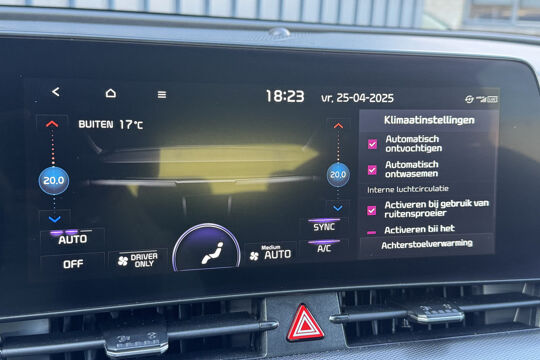 18:23 vr, 25-04-2025
BUITEN 17°C
20.0
20.0
AUTO
OFF
DRIVER
ONLY
Medium
AUTO
SYNC
A/C
Klimaatinstellingen
Automatisch
ontvochtigen
Automatisch
ontwasemen
Interne luchtcirculatie
Activeren bij gebruik van
ruitensproeier
Activeren bij het
Achterstoelverwarming